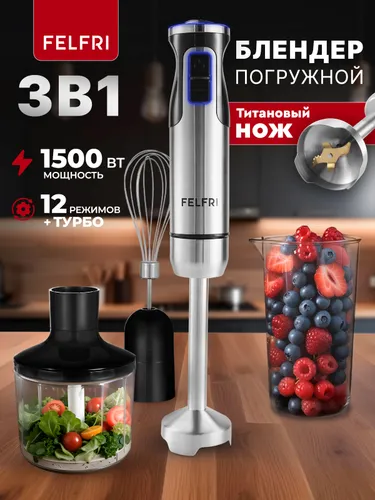 FELFRI
3В1
БЛЕНДЕР
ПОГРУЖНОЙ
Титановый
НОЖ
1500 ВТ
МОЩНОСТЬ
12 РЕЖИМОВ
+ ТУРБО
FELFRI